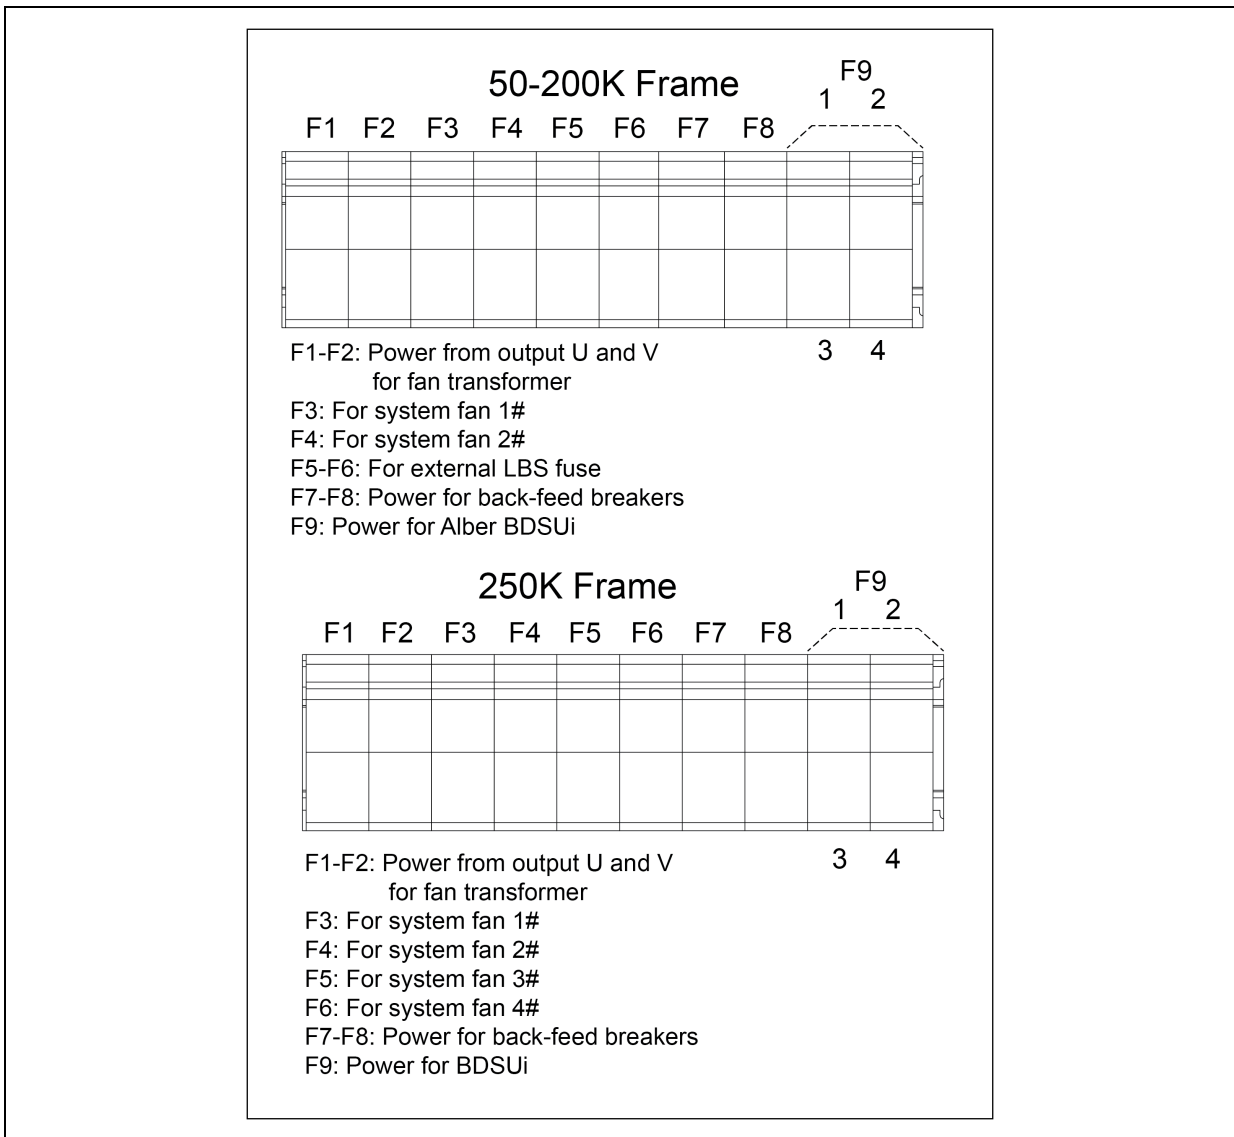 50-200K Frame
F9
1 2
F1 F2 F3 F4 F5 F6 F7 F8
F1-F2: Power from output U and V
for fan transformer
3 4
F3: For system fan 1#
F4: For system fan 2#
F5-F6: For external LBS fuse
F7-F8: Power for back-feed breakers
F9: Power for Alber BDSUi
250K Frame
F9
1 2
F1 F2 F3 F4 F5 F6 F7 F8
F1-F2: Power from output U and V
for fan transformer
3 4
F3: For system fan 1#
F4: For system fan 2#
F5: For system fan 3#
F6: For system fan 4#
F7-F8: Power for back-feed breakers
F9: Power for BDSUi